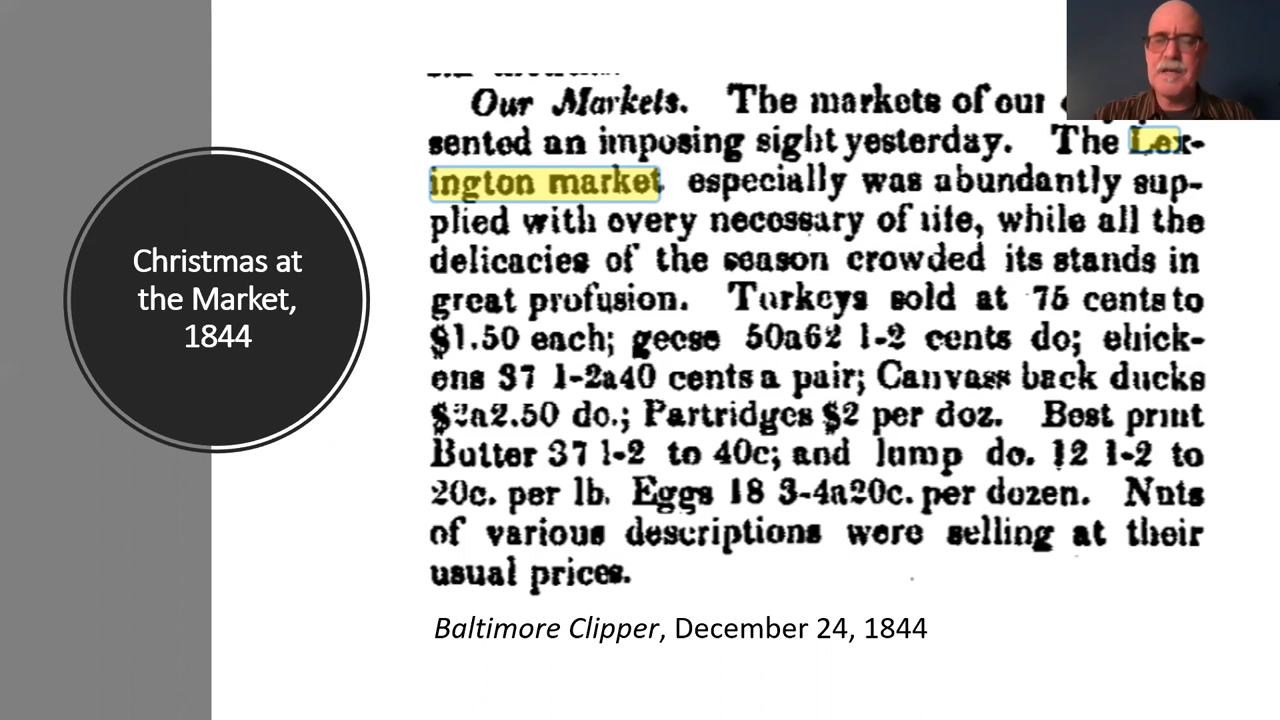 Christmas at
the Market,
1844
Our Markets. The markets of our
sented an imposing sight yesterday. The Lex-
ington market especially was abundantly sup-
plied with every necessary of life, while all the
delicacies of the season crowded its stands in
great profusion. Turkeys sold at 75 cents to
$1.50 each; geese 50a62 1-2 cents do; chick-
ens 37 1-2a40 cents a pair; Canvass back ducks
$2a2.50 do.; Partridges $2 per doz. Best print
Butter 37 1-2 to 40c; and lump do. 12 1-2 to
20c. per lb. Eggs 18 3-4a20c. per dozen. Nuts
of various descriptions were selling at their
usual prices.
Baltimore Clipper, December 24, 1844